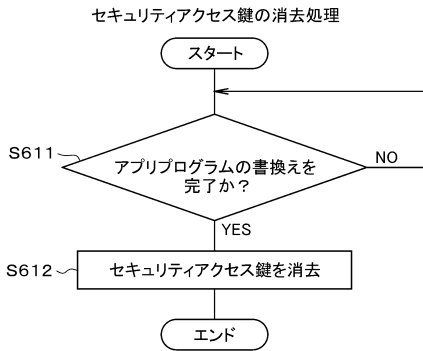 セキュリティアクセス鍵の消去処理
スタート
S611
アプリプログラムの書換えを
完了か？
NO
YES
S612
セキュリティアクセス鍵を消去
エンド